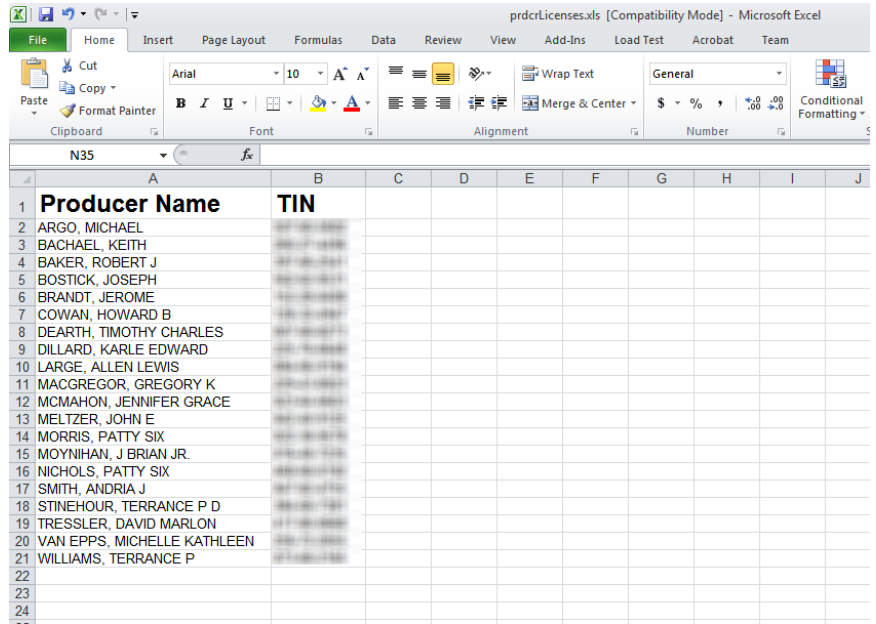 prdcrLicenses.xls [Compatibility Mode] - Microsoft Excel
File Home Insert Page Layout Formulas Data Review View Add-Ins Load Test Acrobat Team
Paste
Cut
Copy
Format Painter
Clipboard
Arial 10 A A
B I U A
Font
Wrap Text
Merge & Center
Alignment
General
$ % , .0 .00 .00 .0
Number
Conditional
Formatting
N35 fx
A B C D E F G H I J
1 Producer Name TIN
2 ARGO, MICHAEL
3 BACHAEL, KEITH
4 BAKER, ROBERT J
5 BOSTICK, JOSEPH
6 BRANDT, JEROME
7 COWAN, HOWARD B
8 DEARTH, TIMOTHY CHARLES
9 DILLARD, KARLE EDWARD
10 LARGE, ALLEN LEWIS
11 MACGREGOR, GREGORY K
12 MCMAHON, JENNIFER GRACE
13 MELTZER, JOHN E
14 MORRIS, PATTY SIX
15 MOYNIHAN, J BRIAN JR.
16 NICHOLS, PATTY SIX
17 SMITH, ANDRIA J
18 STINEHOUR, TERRANCE P D
19 TRESSLER, DAVID MARLON
20 VAN EPPS, MICHELLE KATHLEEN
21 WILLIAMS, TERRANCE P
22
23
24